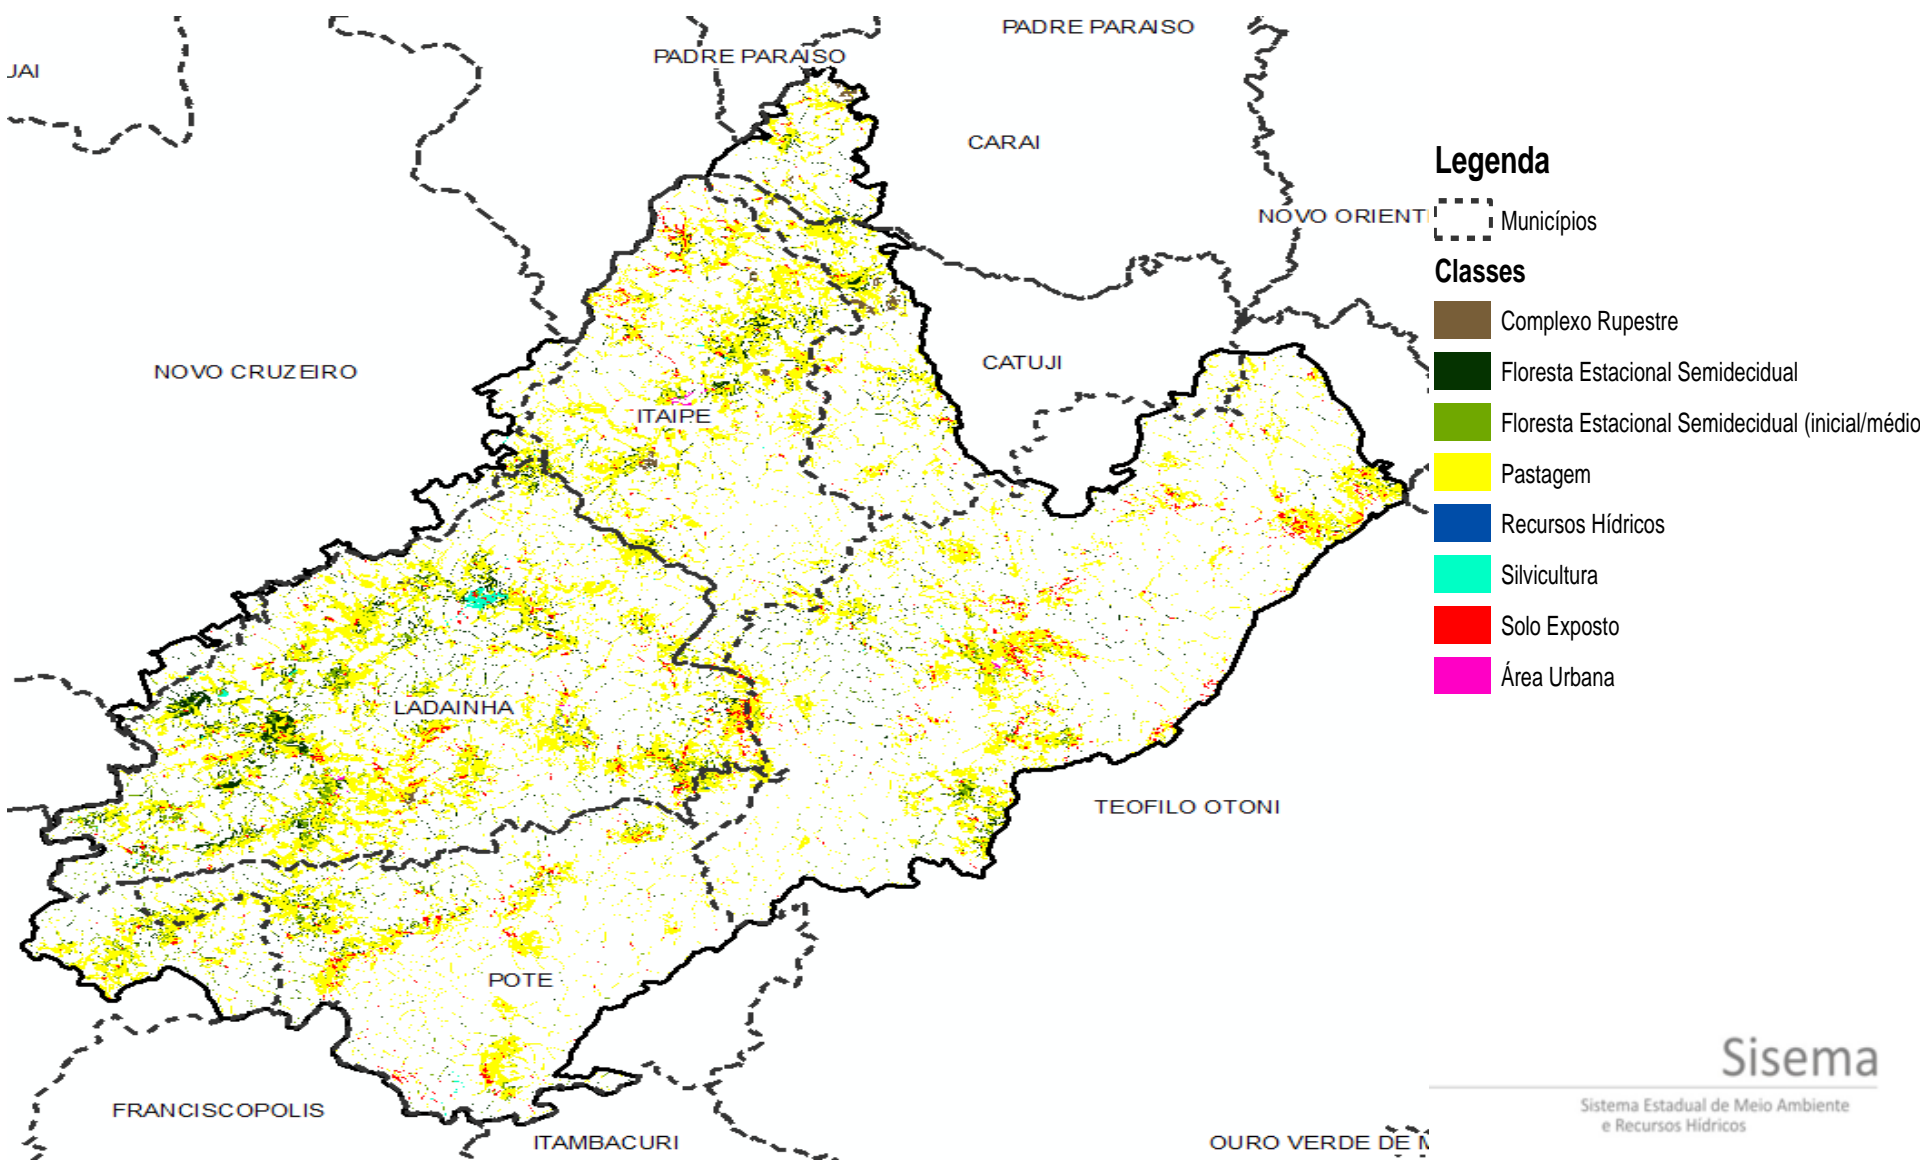 PADRE PARAISO
PADRE PARAISO
JAI
CARAI
NOVO ORIENT
NOVO CRUZEIRO
CATUJI
ITAIPE
LADAINHA
TEOFILO OTONI
POTE
FRANCISCOPOLIS
ITAMBACURI
OURO VERDE DE M
Legenda
Municípios
Classes
Complexo Rupestre
Floresta Estacional Semidecidual
Floresta Estacional Semidecidual (inicial/médio
Pastagem
Recursos Hídricos
Silvicultura
Solo Exposto
Área Urbana
Sisema
Sistema Estadual de Meio Ambiente
e Recursos Hídricos